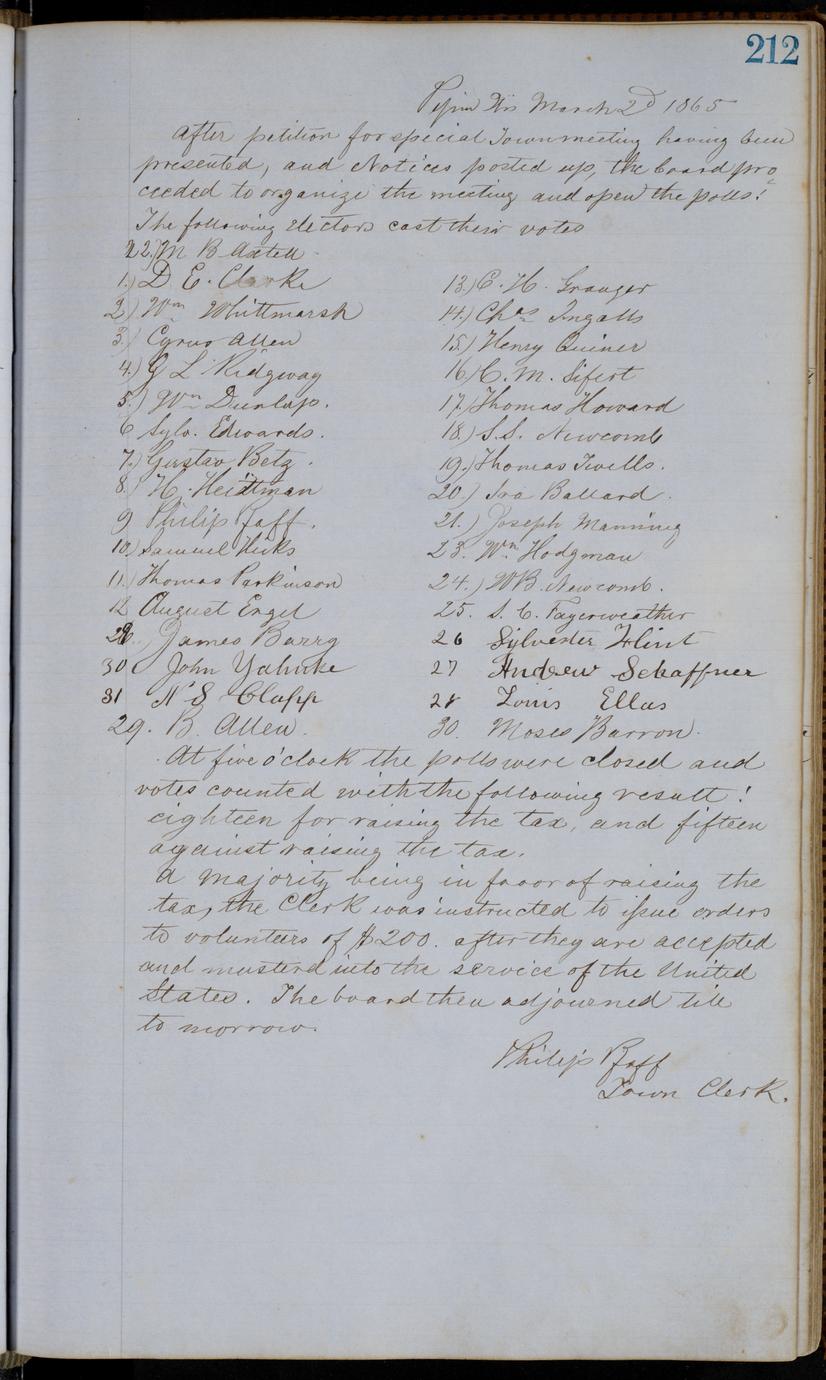 212
Pepin Wis March 2d 1865
After petition for special Town meeting having been
presented, and Notices posted up, the board pro
ceeded to organize the meeting and open the polls!
The following electors cast their votes
22.) M B Axtell
1.) D. E. Clarke
2.) Wm Whittmarsh
3.) Cyrus Allen
4.) G L Ridgway
5.) Wm Dunlap.
6 Sylv. Edwards.
7.) Gustav Betz.
8.) H. Heittman
9 Philip Pfaff.
10.) Samuel Hicks
11.) Thomas Parkinson
12 August Engel
29. James Barry
30 John Yahnke
31 N S Clapp
29. B. Allen.
13.) E. H. Granger
14.) Chas Ingalls
15.) Henry Quiner
16.) C. M. Sifert
17.) Thomas Howard
18.) S.S. Newcomb
19.) Thomas Twells.
20.) Ira Ballard.
21.) Joseph Manning
23. Wm Hodgman
24.) W B. Newcomb.
25. S. C. Fayerweather
26 Sylvester Flint
27 Andrew Schaffner
28 Louis Ellus
30. Moses Barron.
At five o'clock the polls were closed and
votes counted with the following result!
eighteen for raising the tax, and fifteen
against raising the tax.
A majority being in favor of raising the
tax, the Clerk was instructed to issue orders
to volunteers of $200. after they are accepted
and musterd into the service of the United
States. The board then adjourned till
to morrow.
Philip Pfaff
Town Clerk.